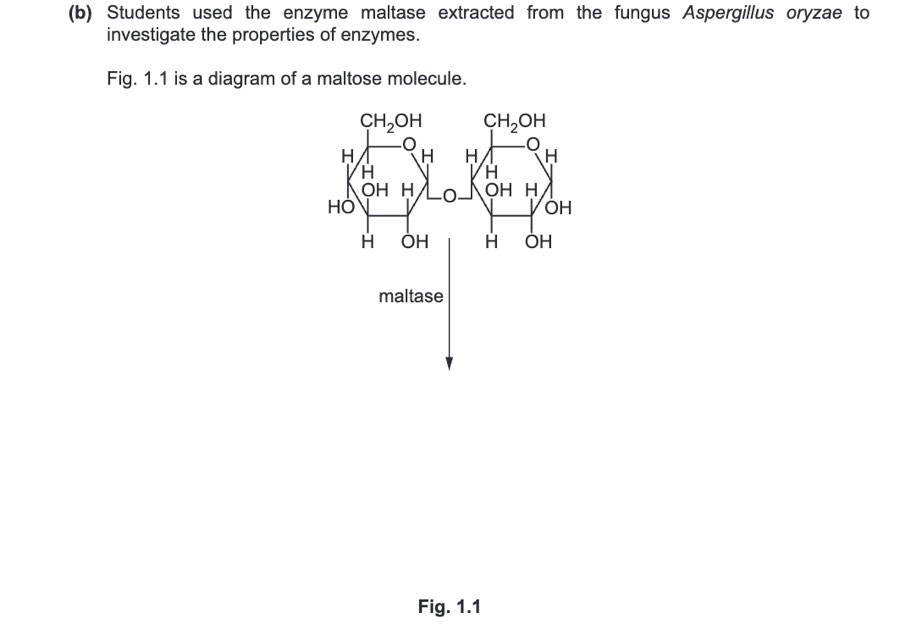 (b) Students used the enzyme maltase extracted from the fungus Aspergillus oryzae to
investigate the properties of enzymes.
Fig. 1.1 is a diagram of a maltose molecule.
CH₂OH CH₂OH
O O
H H H H
H H
OH H O OH H
HO OH
H OH H OH
maltase
Fig. 1.1